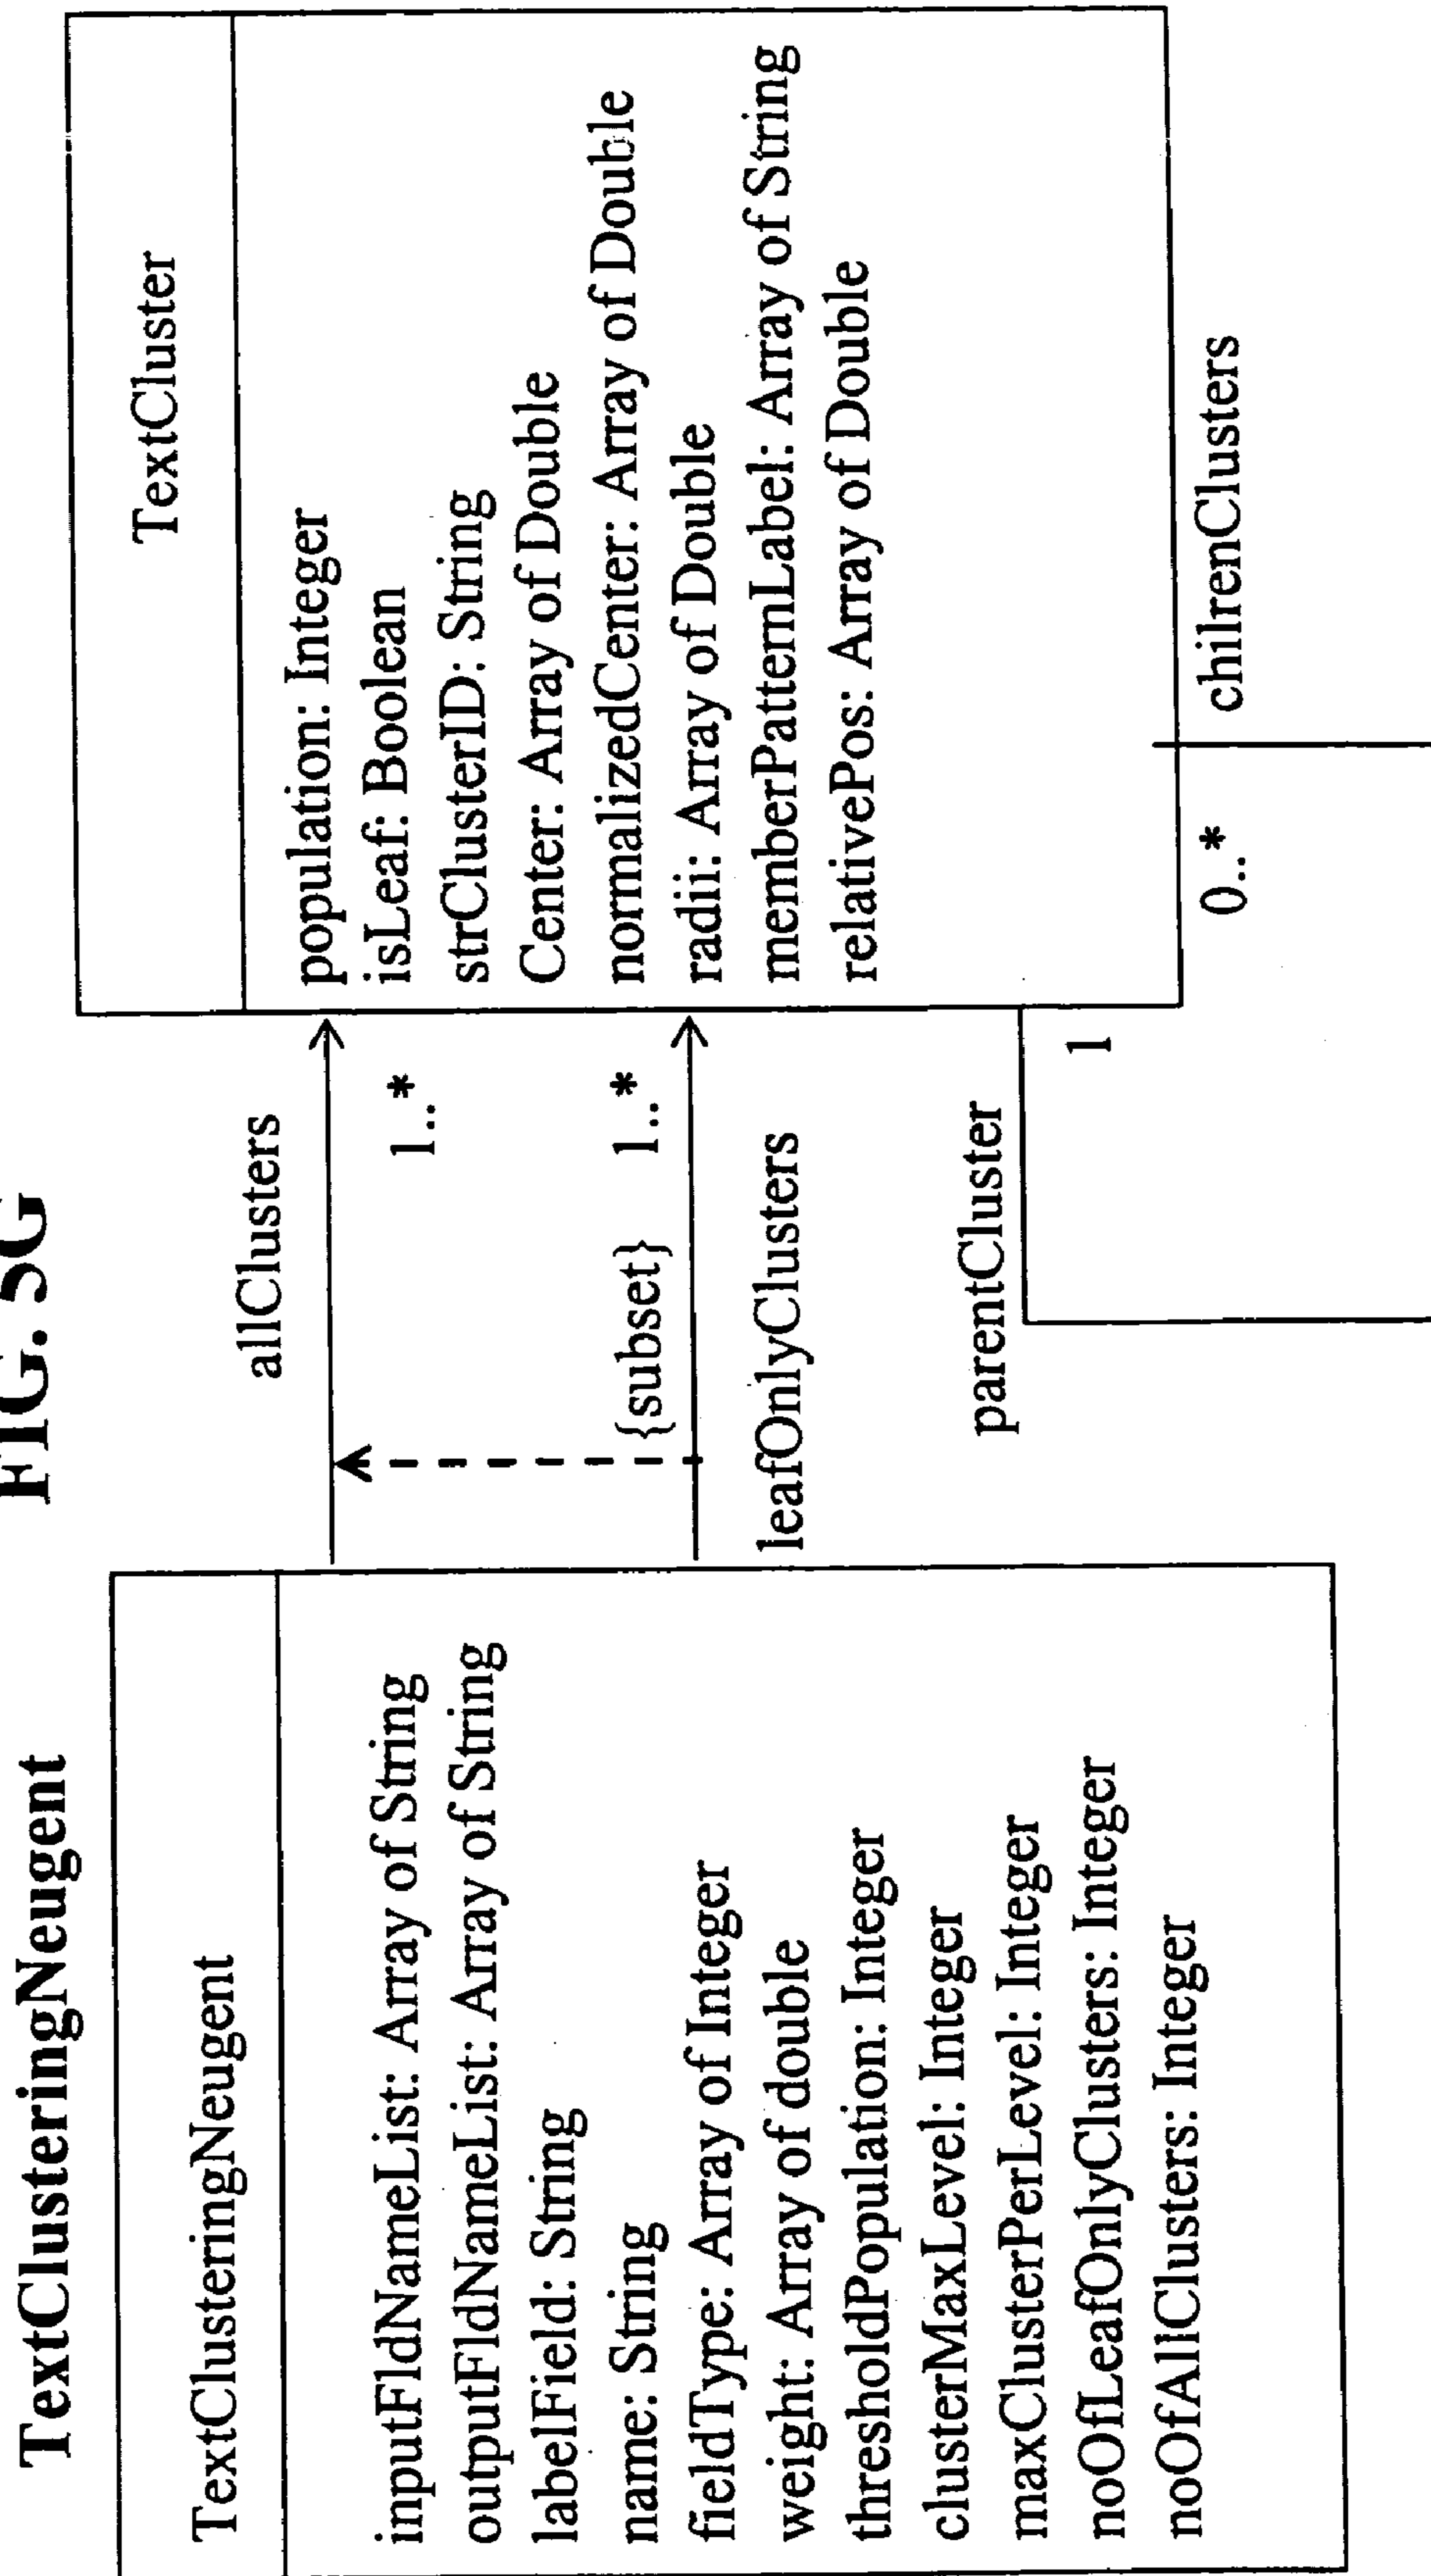 FIG. 5G
TextClusteringNeugent
TextClusteringNeugent
inputFldNameList: Array of String
outputFldNameList: Array of String
labelField: String
name: String
fieldType: Array of Integer
weight: Array of double
thresholdPopulation: Integer
clusterMaxLevel: Integer
maxClusterPerLevel: Integer
noOfLeafOnlyClusters: Integer
noOfAllClusters: Integer
allClusters
1..*
{subset} 1..*
leafOnlyClusters
parentCluster
1
TextCluster
population: Integer
isLeaf: Boolean
strClusterID: String
Center: Array of Double
normalizedCenter: Array of Double
radii: Array of Double
memberPatternLabel: Array of String
relativePos: Array of Double
0..* chilrenClusters